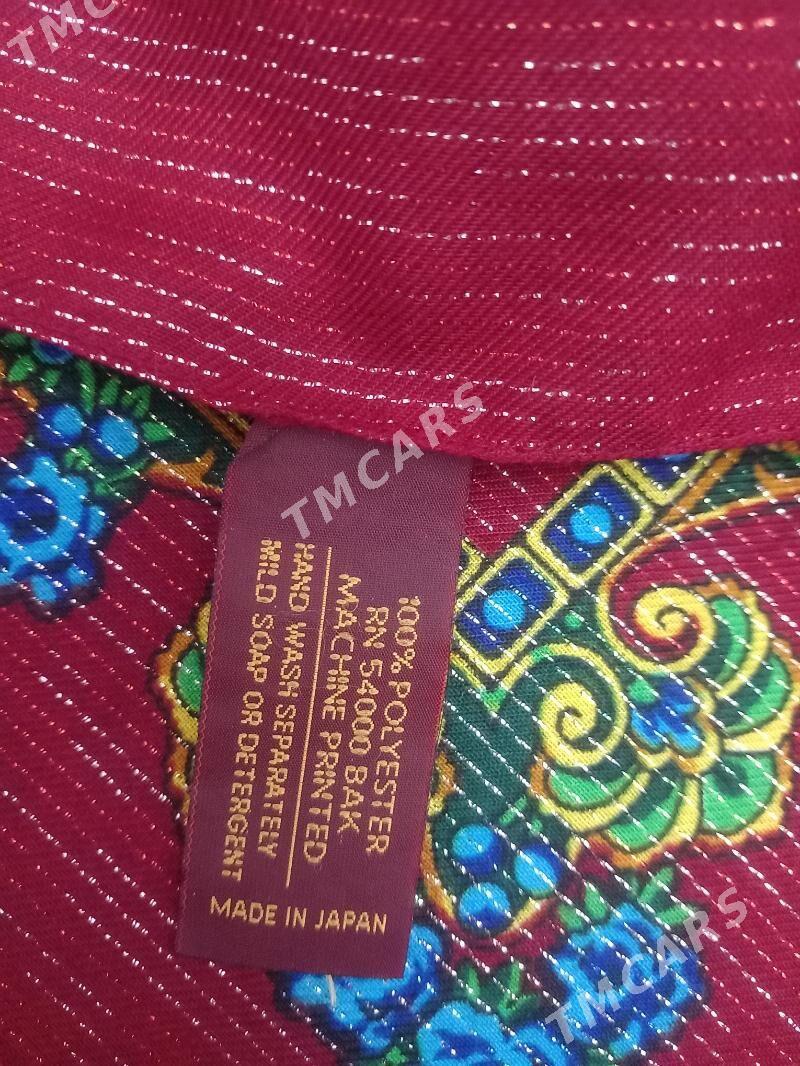 TMCARS
TMCARS
100% POLYESTER
RN 54000 BAK
MACHINE PRINTED
HAND WASH SEPARATELY
MILD SOAP OR DETERGENT
MADE IN JAPAN
TMCARS